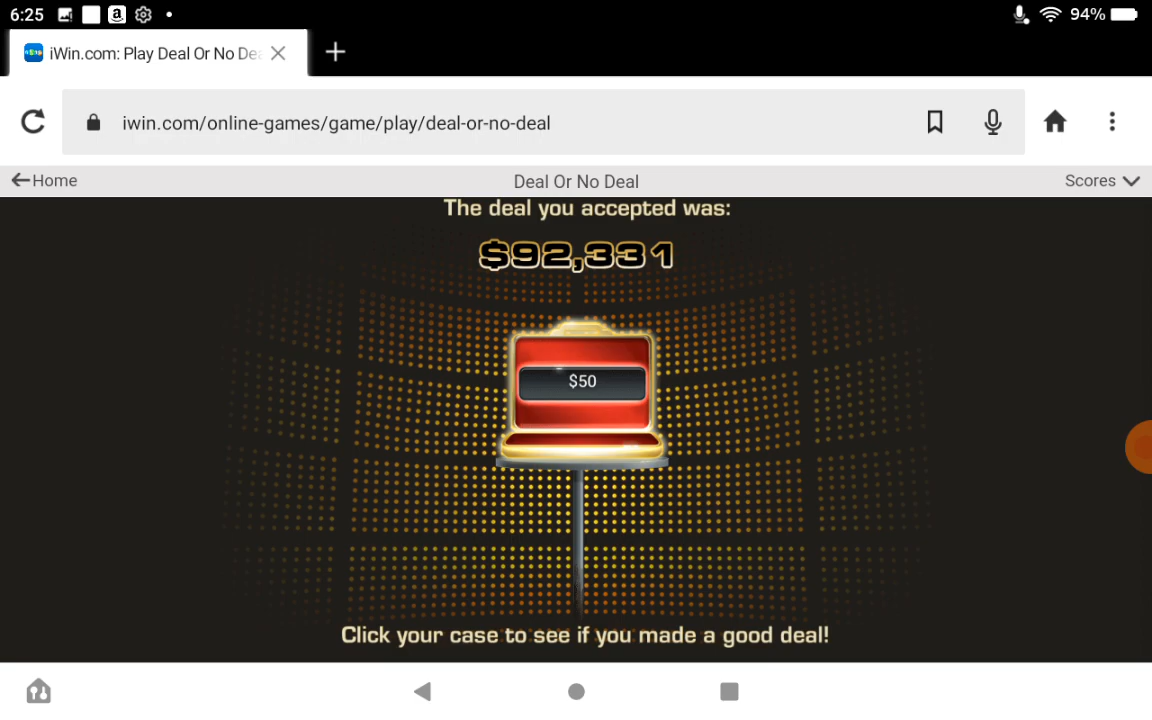 6:25
94%
iWin.com: Play Deal Or No De
iwin.com/online-games/game/play/deal-or-no-deal
Home
Deal Or No Deal
Scores
The deal you accepted was:
$92,331
$50
Click your case to see if you made a good deal!